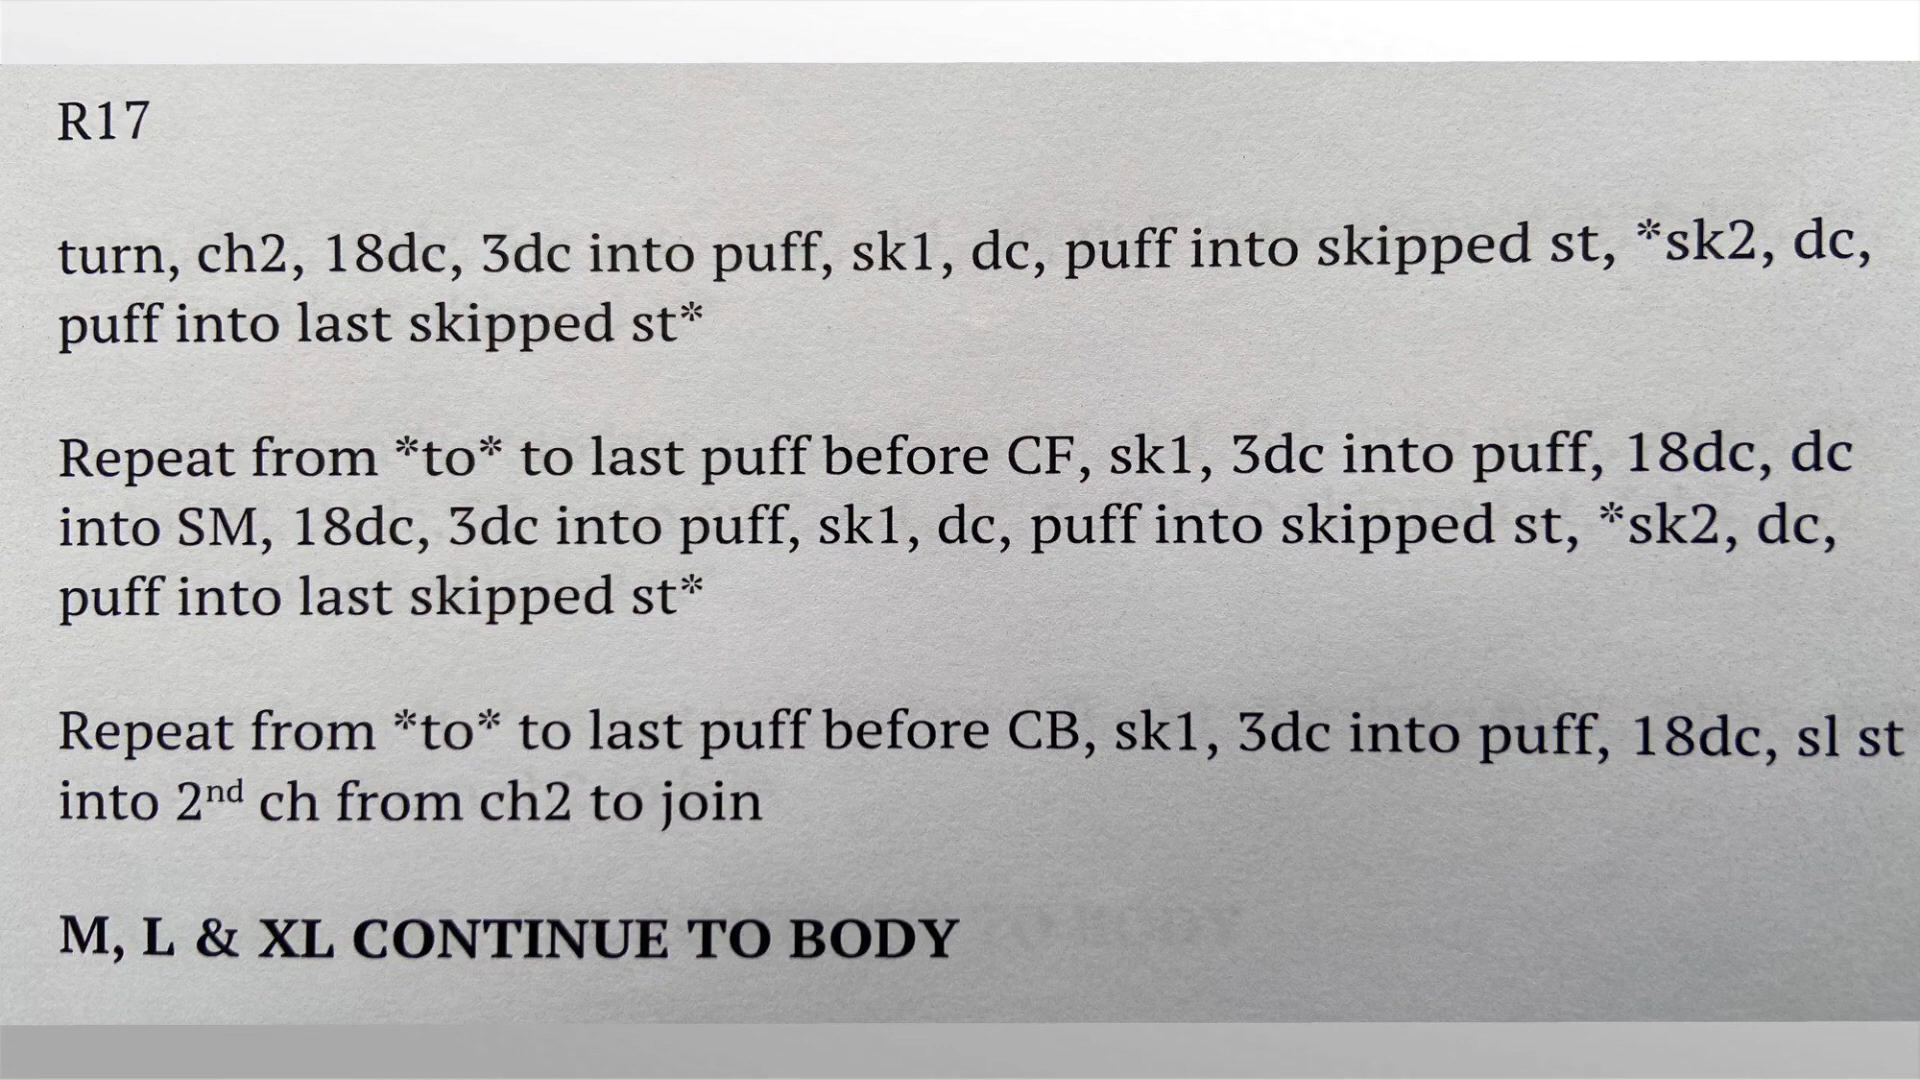 R17
turn, ch2, 18dc, 3dc into puff, sk1, dc, puff into skipped st, *sk2, dc,
puff into last skipped st*
Repeat from *to* to last puff before CF, sk1, 3dc into puff, 18dc, dc
into SM, 18dc, 3dc into puff, sk1, dc, puff into skipped st, *sk2, dc,
puff into last skipped st*
Repeat from *to* to last puff before CB, sk1, 3dc into puff, 18dc, sl st
into 2nd ch from ch2 to join
M, L & XL CONTINUE TO BODY